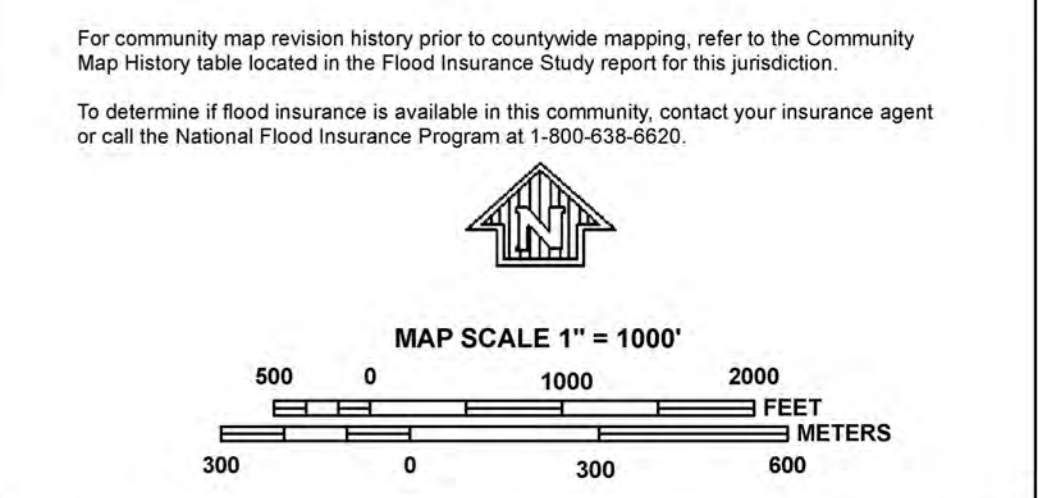 For community map revision history prior to countywide mapping, refer to the Community
Map History table located in the Flood Insurance Study report for this jurisdiction.
To determine if flood insurance is available in this community, contact your insurance agent
or call the National Flood Insurance Program at 1-800-638-6620.
N
MAP SCALE 1" = 1000'
500 0 1000 2000
FEET
METERS
300 0 300 600